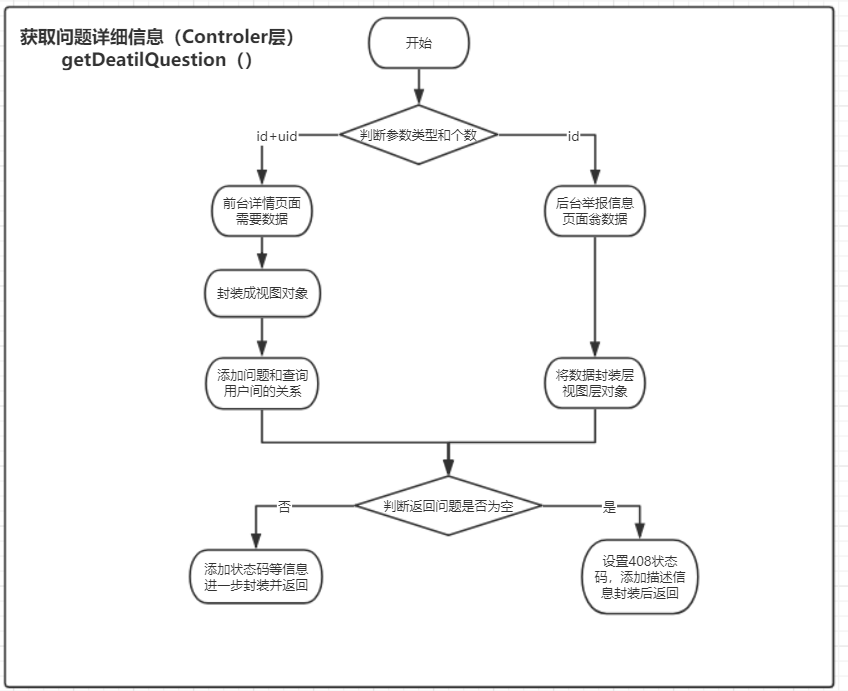 获取问题详细信息（Controler层）
getDeatilQuestion（）
开始
判断参数类型和个数
id+uid
id
前台详情页面
需要数据
后台举报信息
页面翁数据
封装成视图对象
添加问题和查询
用户间的关系
将数据封装层
视图层对象
判断返回问题是否为空
否
是
添加状态码等信息
进一步封装并返回
设置408状态
码，添加描述信
息封装后返回